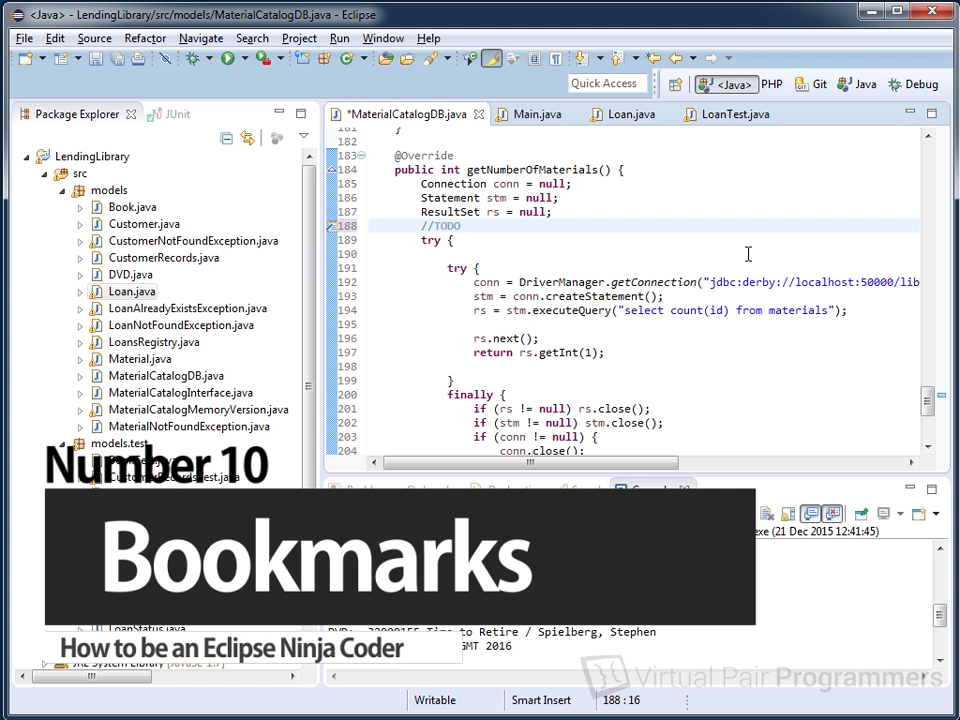 <Java> - LendingLibrary/src/models/MaterialCatalogDB.java - Eclipse
File Edit Source Refactor Navigate Search Project Run Window Help
Quick Access
<Java> PHP Git Java Debug
Package Explorer JUnit
*MaterialCatalogDB.java Main.java Loan.java LoanTest.java
LendingLibrary
src
models
Book.java
Customer.java
CustomerNotFoundException.java
CustomerRecords.java
DVD.java
Loan.java
LoanAlreadyExistsException.java
LoanNotFoundException.java
LoansRegistry.java
Material.java
MaterialCatalogDB.java
MaterialCatalogInterface.java
MaterialCatalogMemoryVersion.java
MaterialNotFoundException.java
models.test
181 }
182
183 @Override
184 public int getNumberOfMaterials() {
185 Connection conn = null;
186 Statement stm = null;
187 ResultSet rs = null;
188 //TODO
189 try {
190
191 try {
192 conn = DriverManager.getConnection("jdbc:derby://localhost:50000/lib
193 stm = conn.createStatement();
194 rs = stm.executeQuery("select count(id) from materials");
195
196 rs.next();
197 return rs.getInt(1);
198
199 }
200 finally {
201 if (rs != null) rs.close();
202 if (stm != null) stm.close();
203 if (conn != null) {
204 conn.close();
Number 10
Bookmarks
How to be an Eclipse Ninja Coder
LoanStatus.java
JRE System Library [JavaSE-1.7]
exe (21 Dec 2015 12:41:45)
Time to Retire / Spielberg, Stephen
GMT 2016
Virtual Pair Programmers
Writable Smart Insert 188 : 16